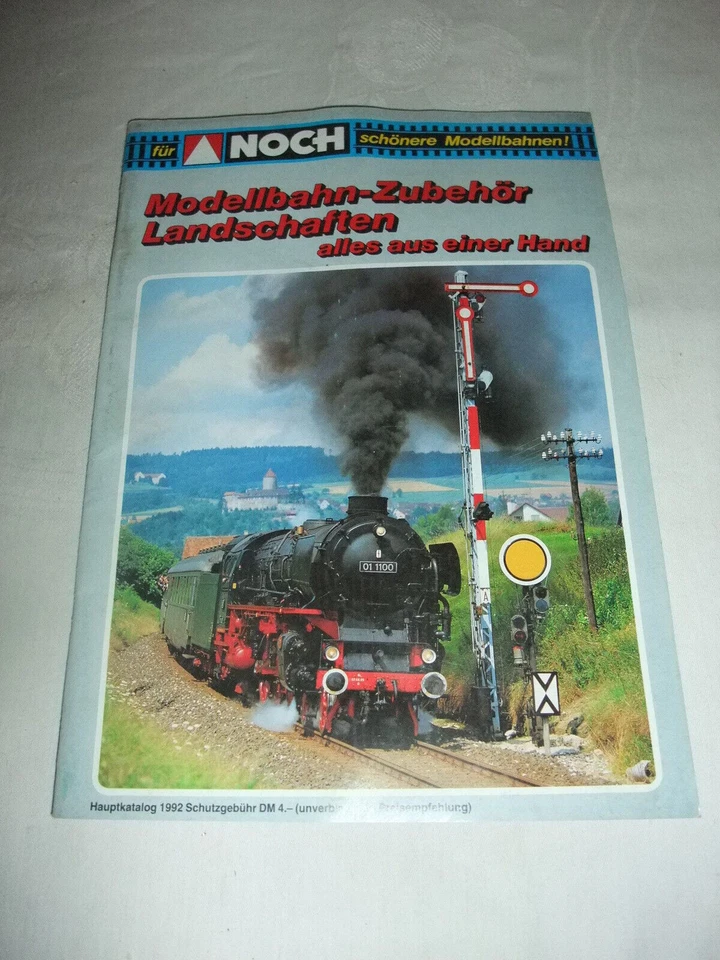 für NOCH schönere Modellbahnen!
Modellbahn-Zubehör
Landschaften
alles aus einer Hand
01 1100
A
Hauptkatalog 1992 Schutzgebühr DM 4.– (unverb Preisempfehlung)